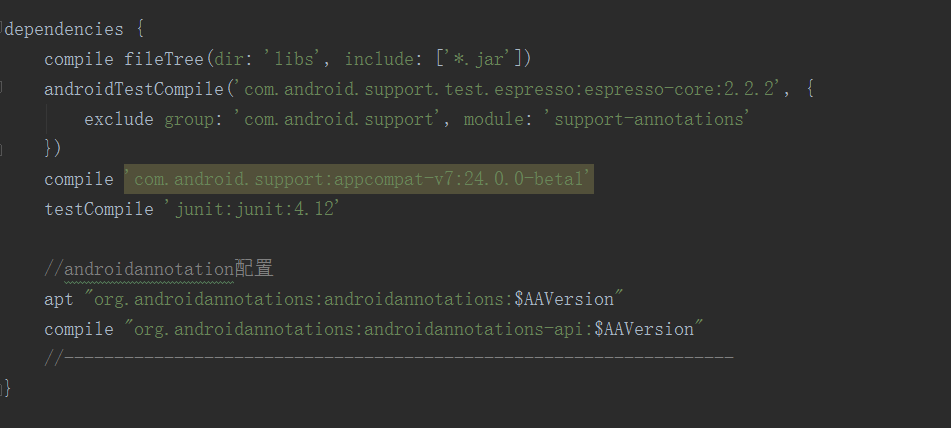 dependencies {
    compile fileTree(dir: 'libs', include: ['*.jar'])
    androidTestCompile('com.android.support.test.espresso:espresso-core:2.2.2', {
        exclude group: 'com.android.support', module: 'support-annotations'
    })
    compile 'com.android.support:appcompat-v7:24.0.0-beta1'
    testCompile 'junit:junit:4.12'
    //androidannotation配置
    apt "org.androidannotations:androidannotations:$AAVersion"
    compile "org.androidannotations:androidannotations-api:$AAVersion"
    //-------------------------------------------------------------------
}